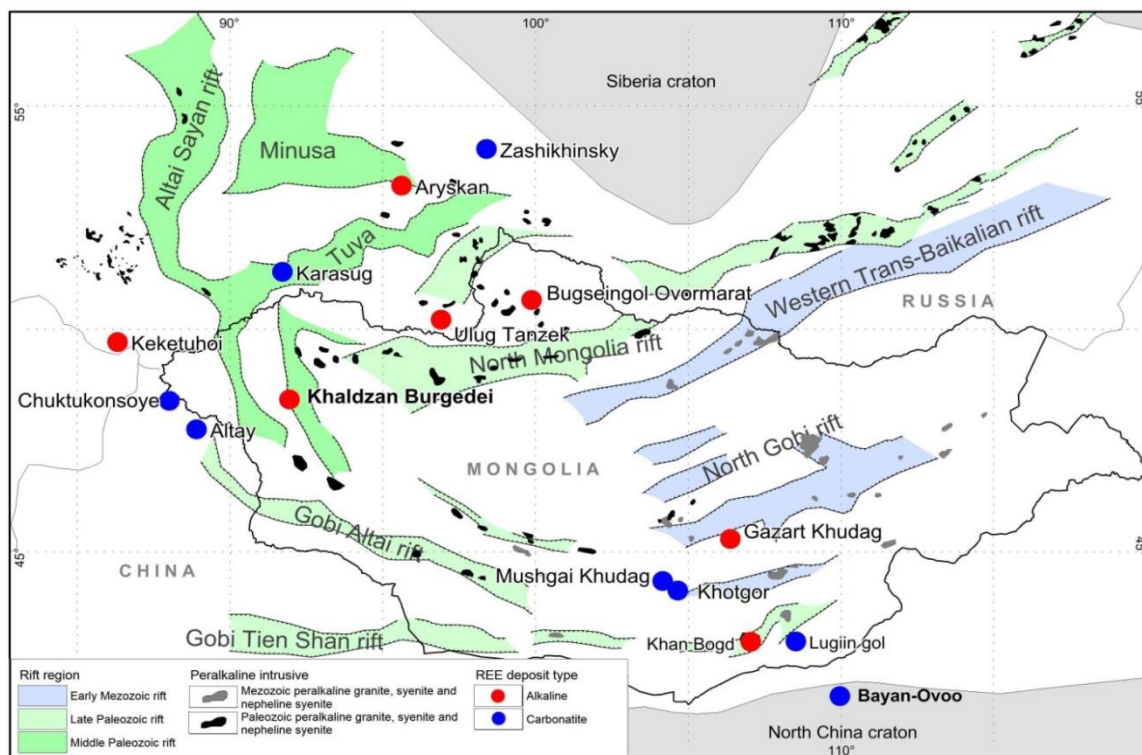 90°
100°
110°
Siberia craton
55°
55
Altai Sayan rift
Minusa
Zashikhinsky
Aryskan
Tuva
Karasug
Western Trans-Baikalian rift
Bugseingol-Ovormarat
RUSSIA
Ulug Tanzek
Keketuhoi
North Mongolia rift
Khaldzan Burgedei
Chuktukonsoye
Altay
North Gobi rift
MONGOLIA
Gobi Altai rift
Gazart Khudag
45°
45
CHINA
Mushgai Khudag
Khotgor
Gobi Tien Shan rift
Khan Bogd
Lugiin gol
Bayan-Ovoo
North China craton
110°
Rift region
Early Mezozoic rift
Late Paleozoic rift
Middle Paleozoic rift
Peralkaline intrusive
Mezozoic peralkaline granite, syenite and
nepheline syenite
Paleozoic peralkaline granite, syenite and
nepheline syenite
REE deposit type
Alkaline
Carbonatite